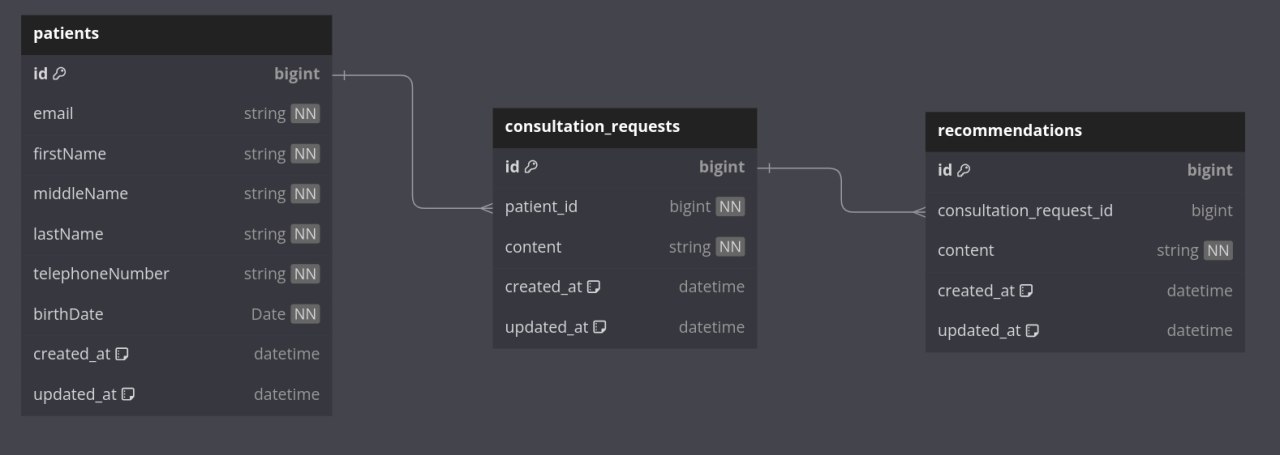 patients
id bigint
email string NN
firstName string NN
middleName string NN
lastName string NN
telephoneNumber string NN
birthDate Date NN
created_at datetime
updated_at datetime
consultation_requests
id bigint
patient_id bigint NN
content string NN
created_at datetime
updated_at datetime
recommendations
id bigint
consultation_request_id bigint
content string NN
created_at datetime
updated_at datetime